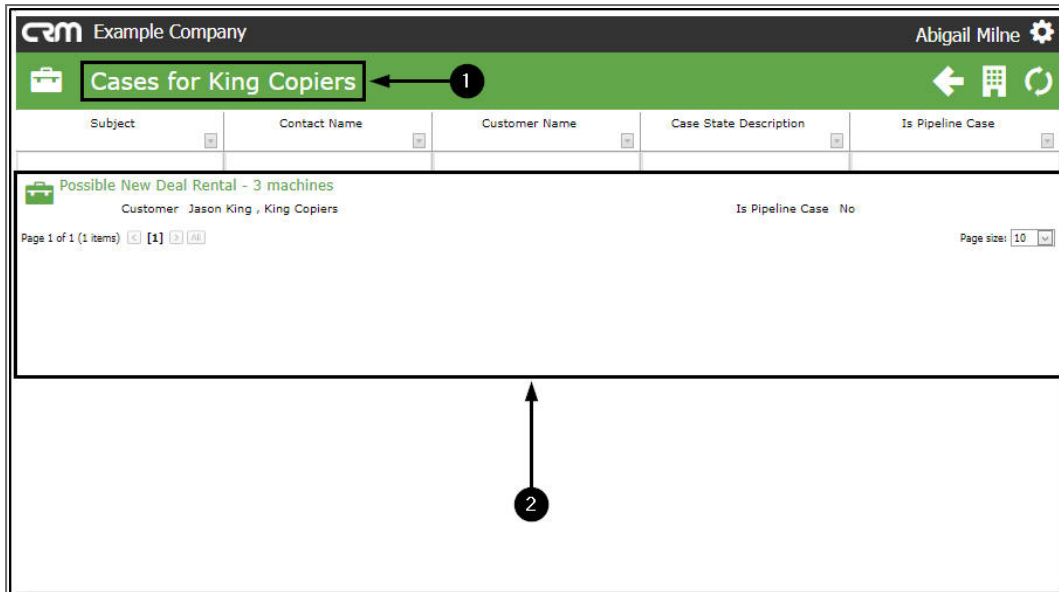 CRM Example Company Abigail Milne
Cases for King Copiers 1
Subject Contact Name Customer Name Case State Description Is Pipeline Case
Possible New Deal Rental - 3 machines
Customer Jason King , King Copiers Is Pipeline Case No
Page 1 of 1 (1 items) < [1] > All Page size: 10
2